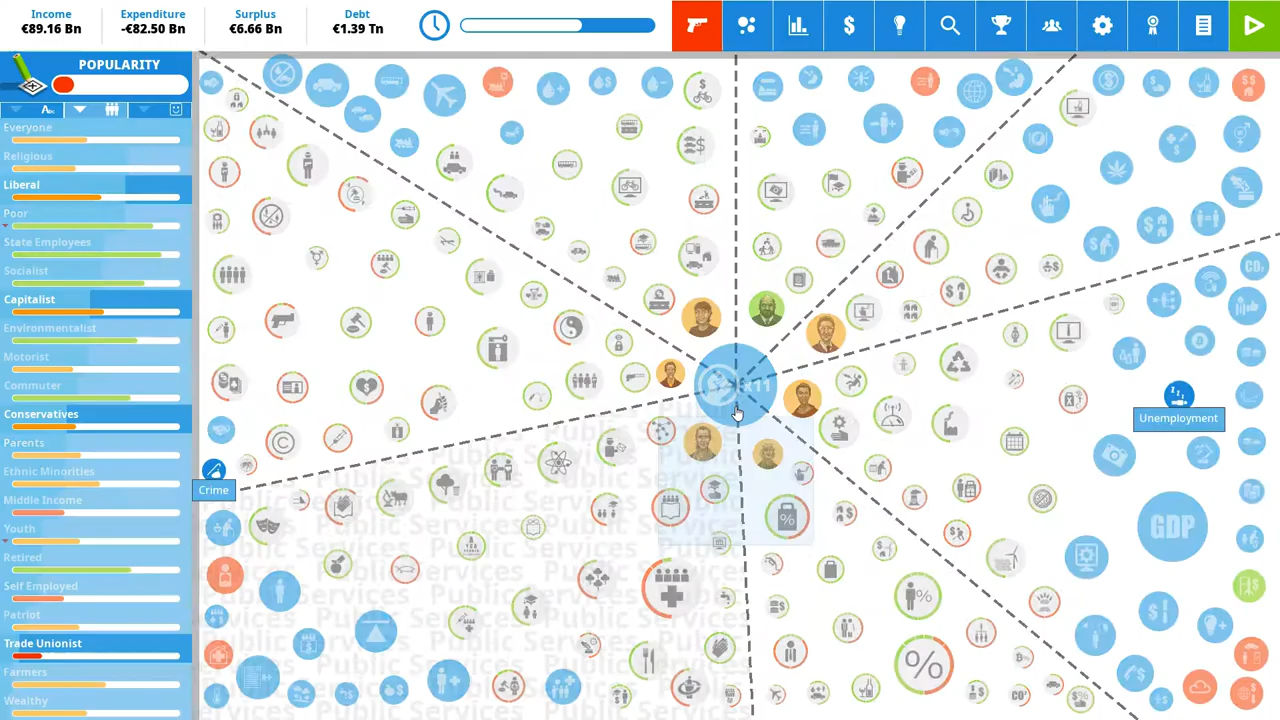 Income
Expenditure
Surplus
Debt
€89.16 Bn
-€82.50 Bn
€6.66 Bn
€1.39 Tn
POPULARITY
Everyone
Religious
Liberal
Poor
State Employees
Socialist
Capitalist
Environmentalist
Motorist
Commuter
Conservatives
Parents
Ethnic Minorities
Middle Income
Youth
Retired
Self Employed
Patriot
Trade Unionist
Farmers
Wealthy
Crime
Unemployment
GDP
CO²
x11
Public Services